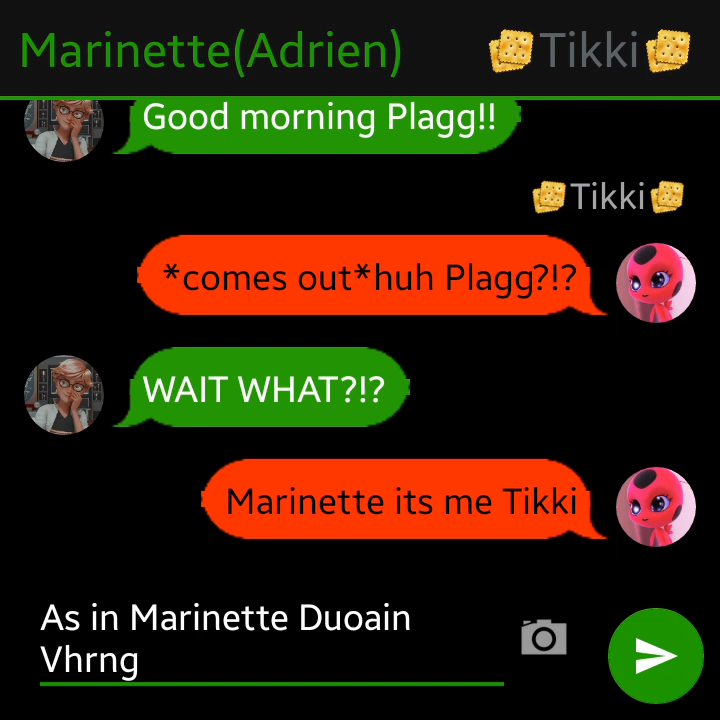 Marinette(Adrien) Tikki
Good morning Plagg!!
Tikki
*comes out*huh Plagg?!?
WAIT WHAT?!?
Marinette its me Tikki
As in Marinette Duoain
Vhrng